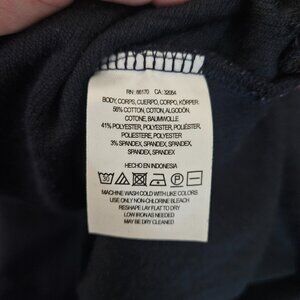 RN: 66170 CA: 32054
BODY, CORPS, CUERPO, CORPO, KÖRPER:
56% COTTON, COTON, ALGODÓN,
COTONE, BAUMWOLLE
41% POLYESTER, POLYESTER, POLIÉSTER,
POLIESTERE, POLYESTER
3% SPANDEX, SPANDEX, SPANDEX,
SPANDEX, SPANDEX
HECHO EN INDONESIA
MACHINE WASH COLD WITH LIKE COLORS
USE ONLY NON-CHLORINE BLEACH
RESHAPE LAY FLAT TO DRY
LOW IRON AS NEEDED
MAY BE DRY CLEANED